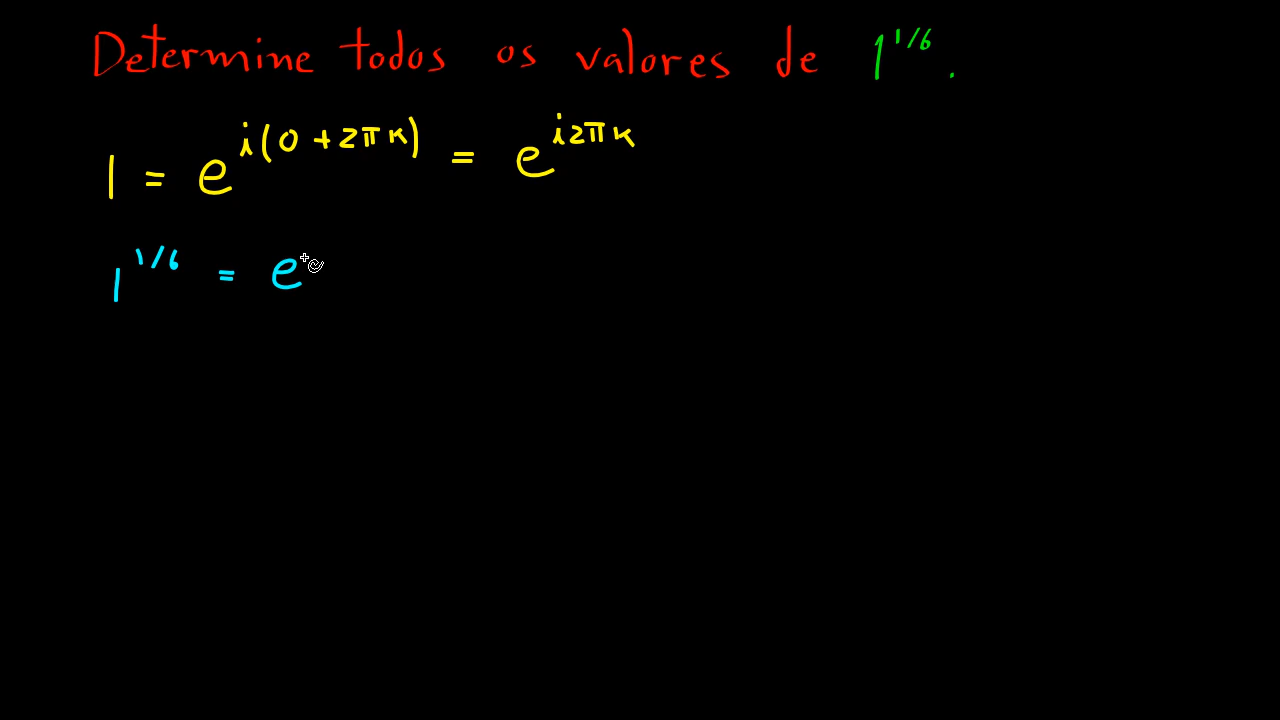 Determine todos os valores de 1^{1/6}.
1 = e^{i(0 + 2πk)} = e^{i2πk}
1^{1/6} = e